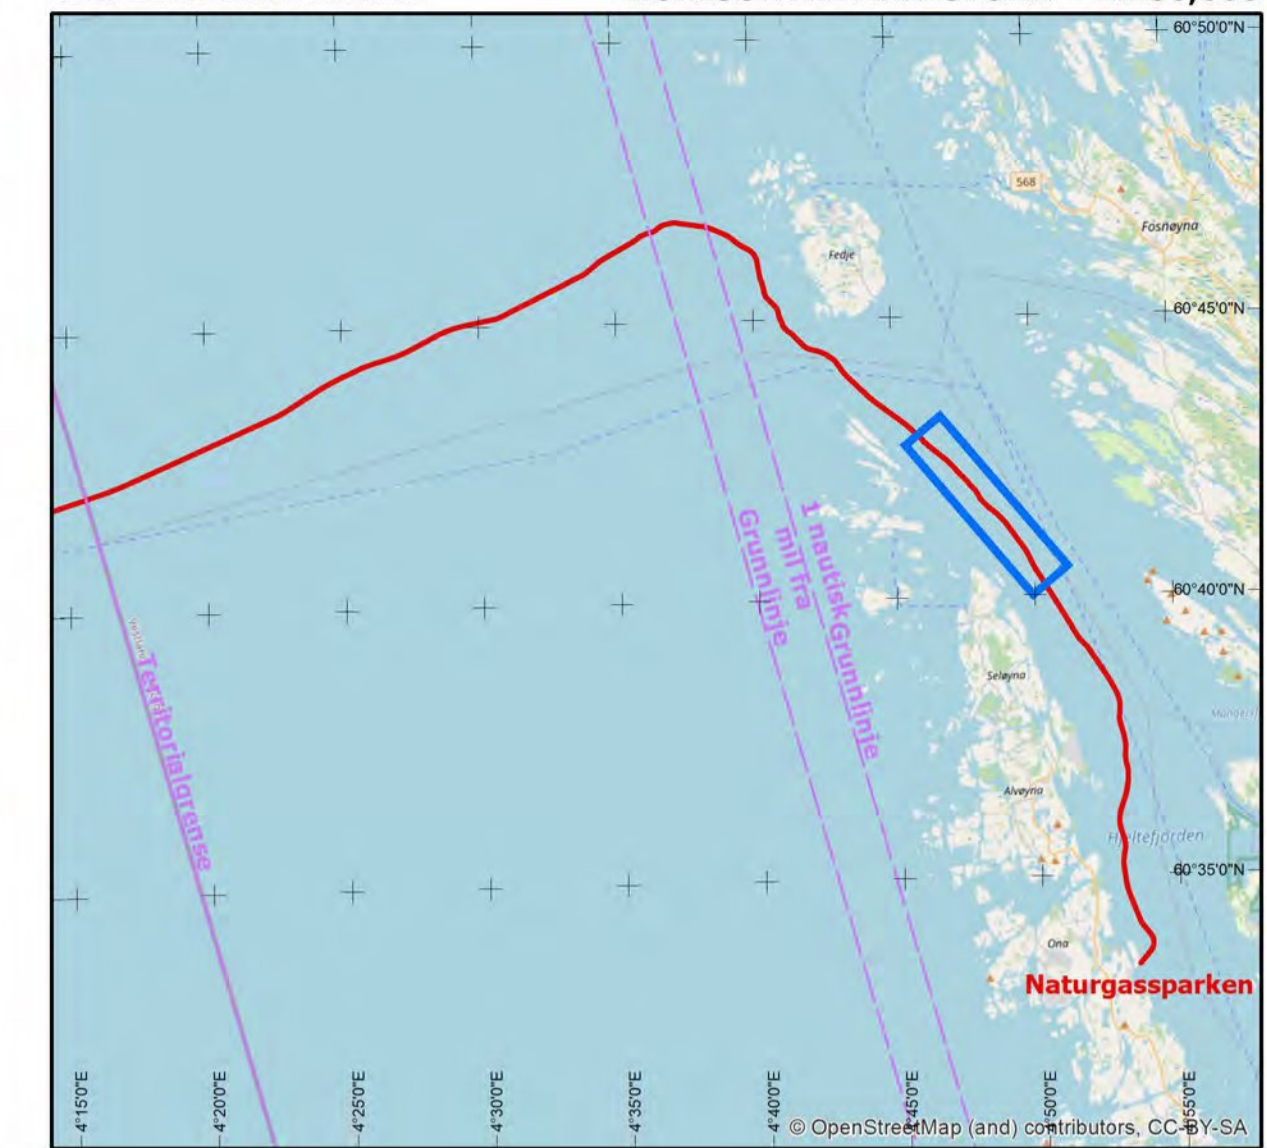 60°50'0"N
568
Fosnøyna
Fedje
60°45'0"N
1 nautisk
mil fra
Grunnlinje
Grunnlinje
60°40'0"N
Territorialgrense
Seløyna
Alvøyna
Hjeltefjorden
60°35'0"N
Ona
Naturgassparken
4°15'0"E
4°20'0"E
4°25'0"E
4°30'0"E
4°35'0"E
4°40'0"E
4°45'0"E
4°50'0"E
4°55'0"E
© OpenStreetMap (and) contributors, CC-BY-SA